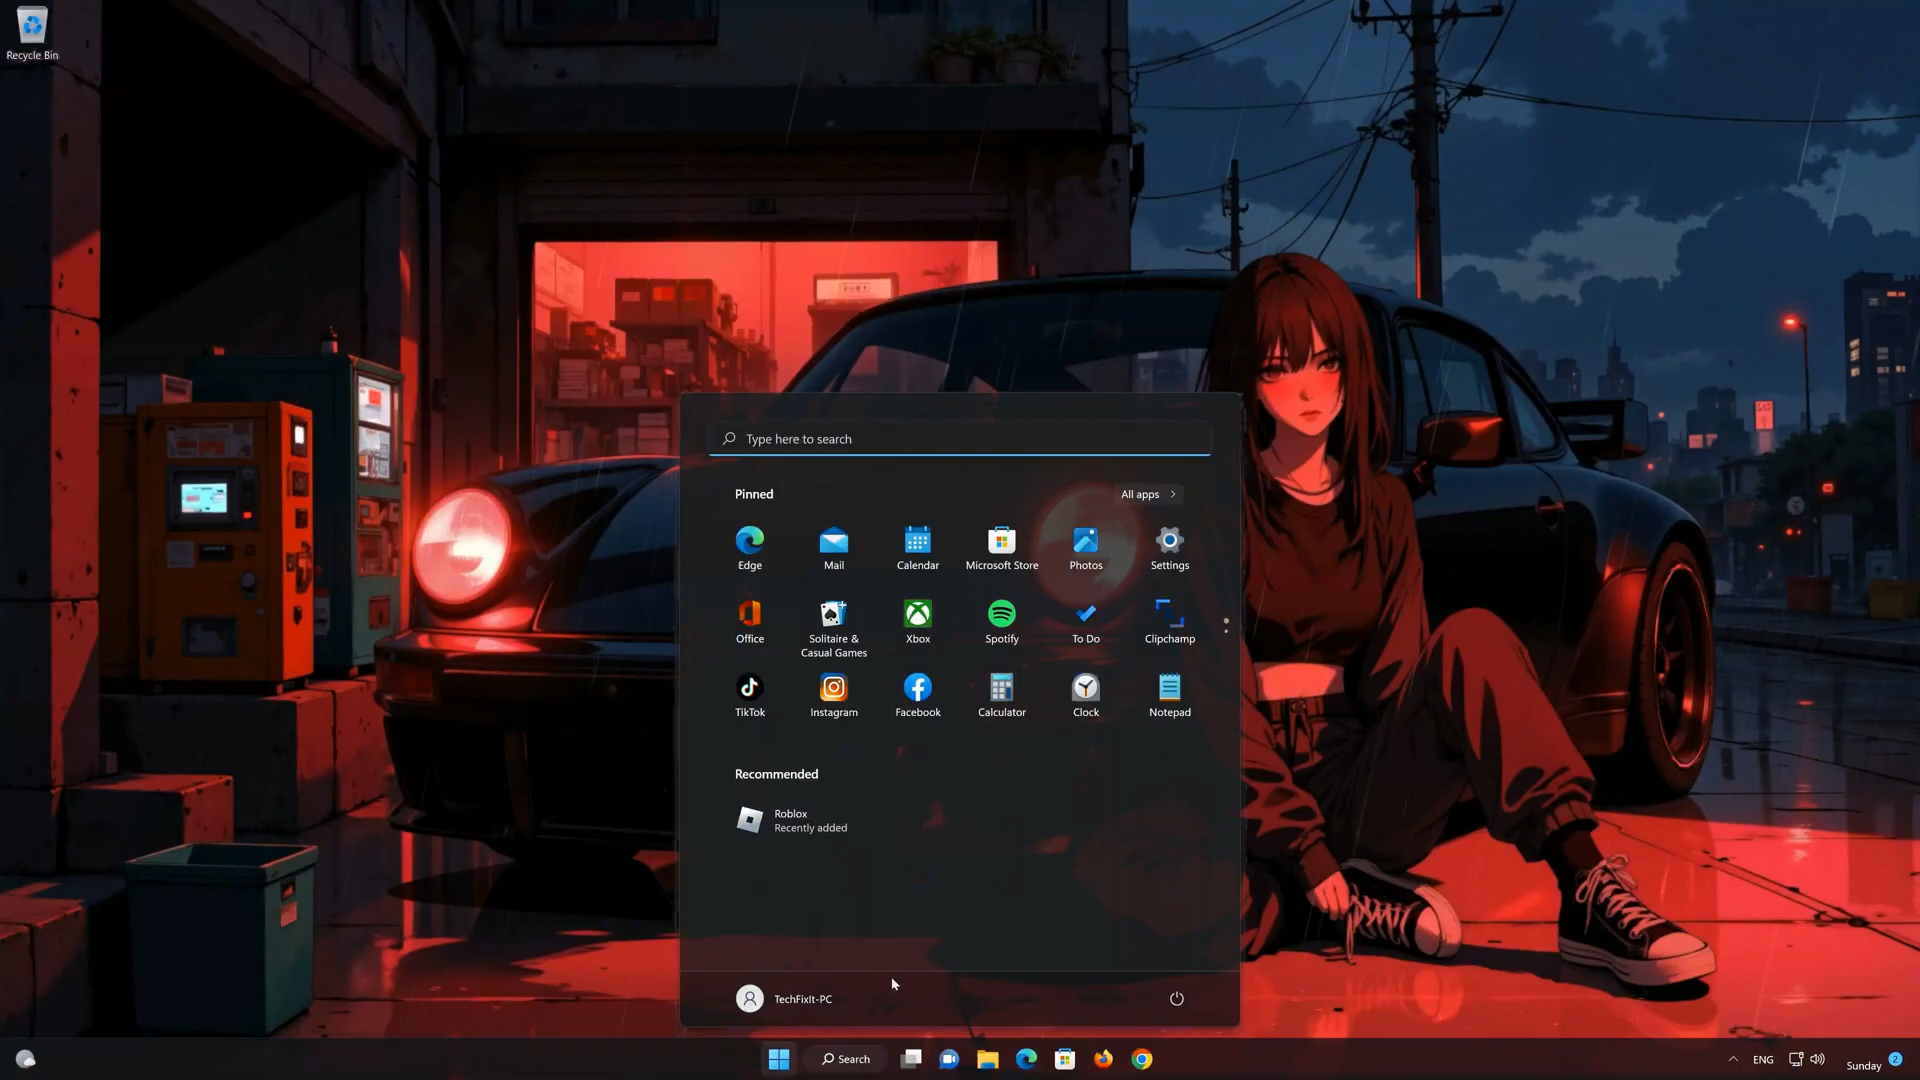 Recycle Bin
Type here to search
Pinned
All apps
Edge
Mail
Calendar
Microsoft Store
Photos
Settings
Office
Solitaire &
Casual Games
Xbox
Spotify
To Do
Clipchamp
TikTok
Instagram
Facebook
Calculator
Clock
Notepad
Recommended
Roblox
Recently added
TechFixIt-PC
Search
ENG
Sunday
2